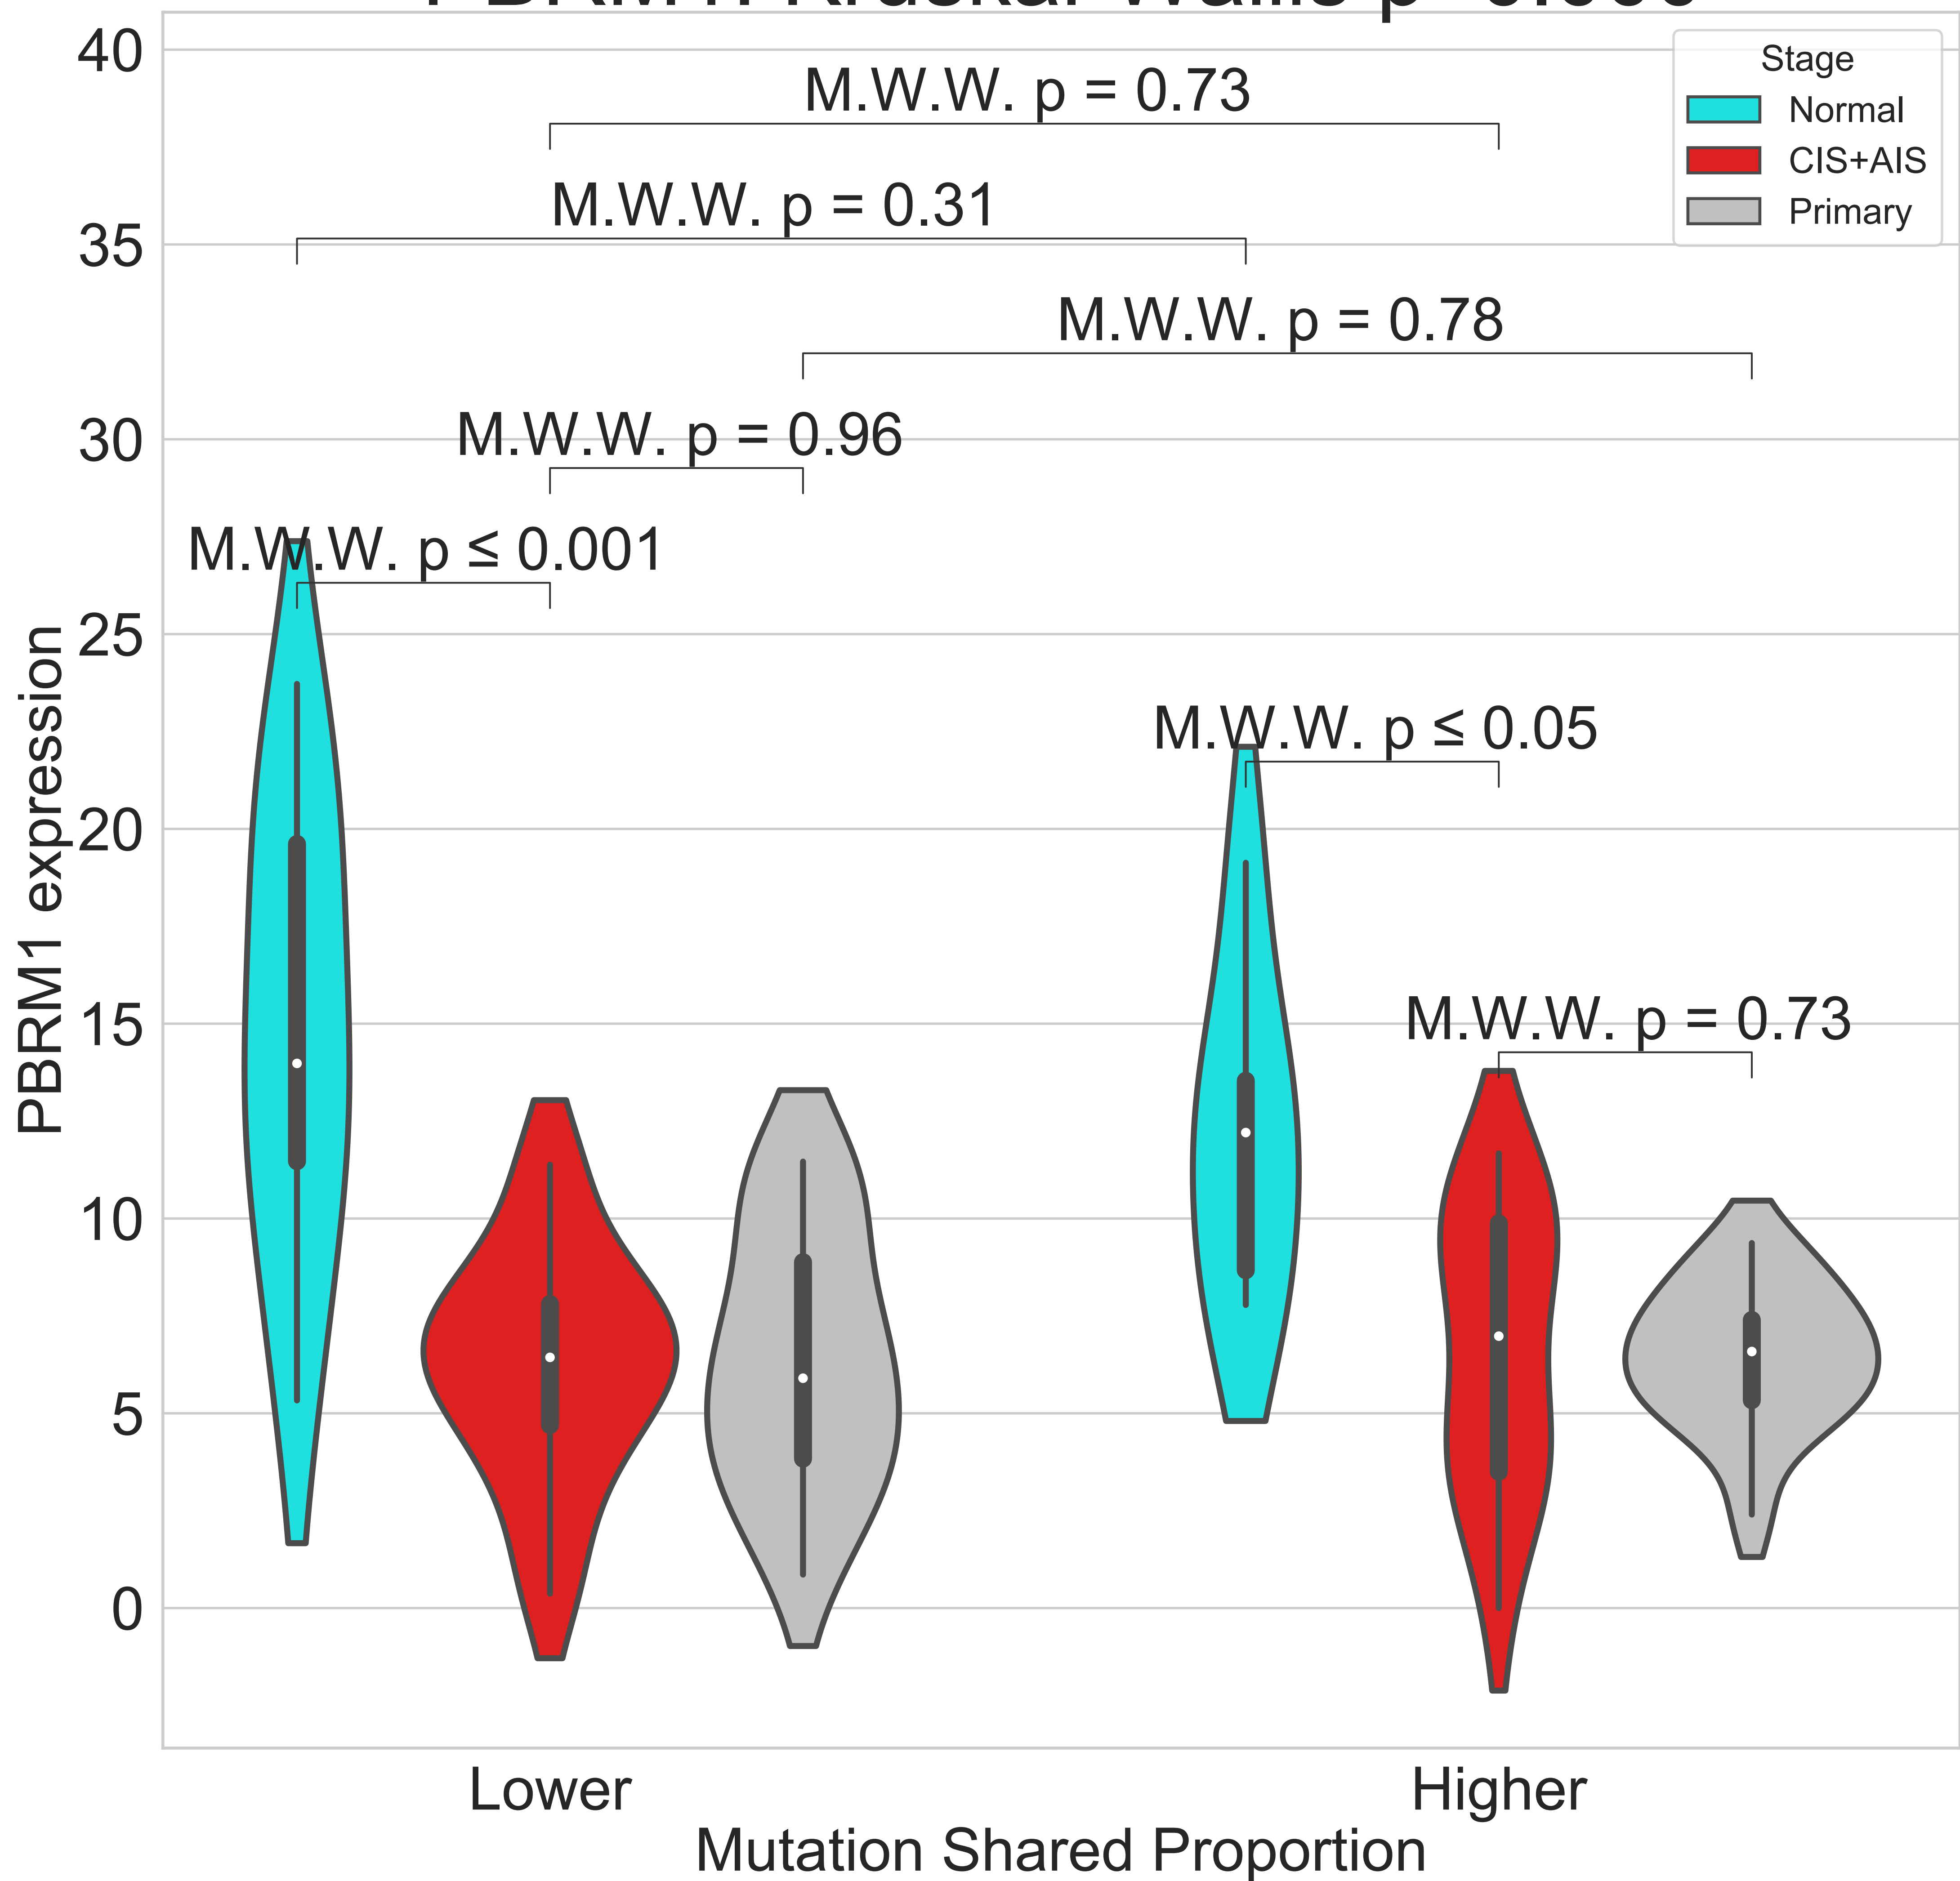 40
M.W.W. p = 0.73
Stage
Normal
CIS+AIS
Primary
M.W.W. p = 0.31
35
M.W.W. p = 0.78
30
M.W.W. p = 0.96
M.W.W. p ≤ 0.001
25
M.W.W. p ≤ 0.05
20
PBRM1 expression
15
M.W.W. p = 0.73
10
5
0
Lower
Higher
Mutation Shared Proportion